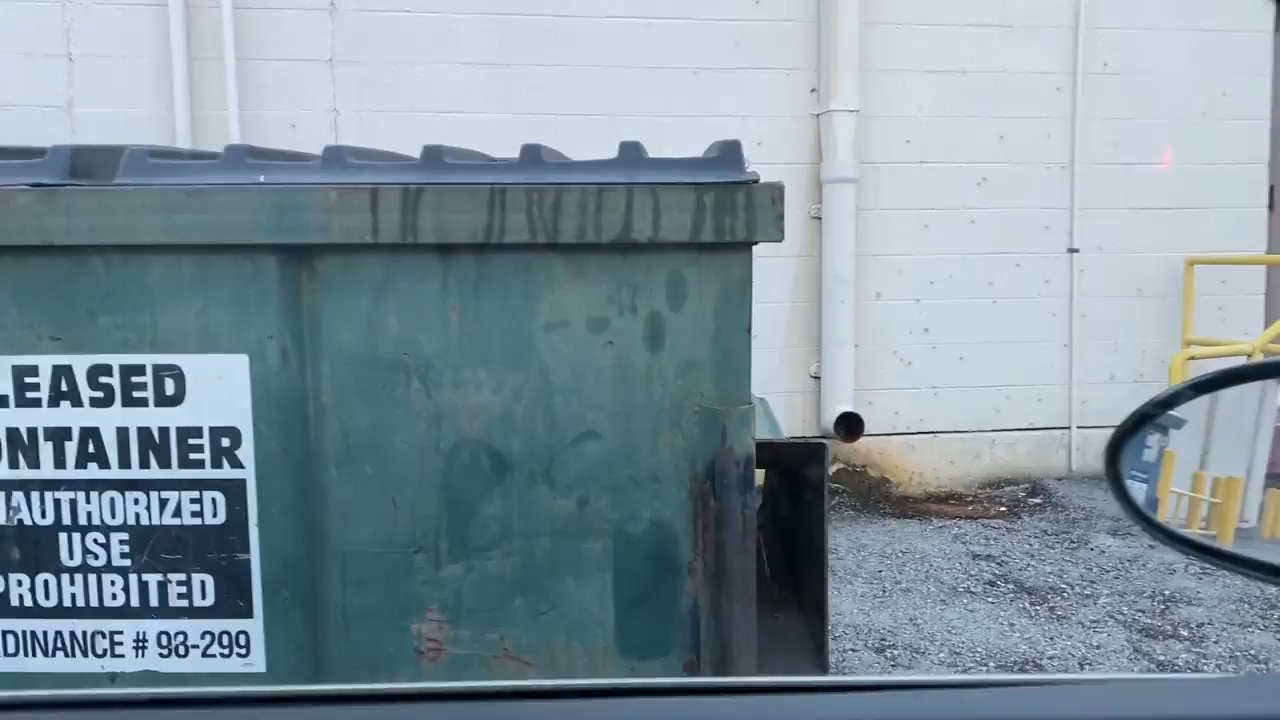 LEASED
ONTAINER
NAUTHORIZED
USE
PROHIBITED
DINANCE # 98-299